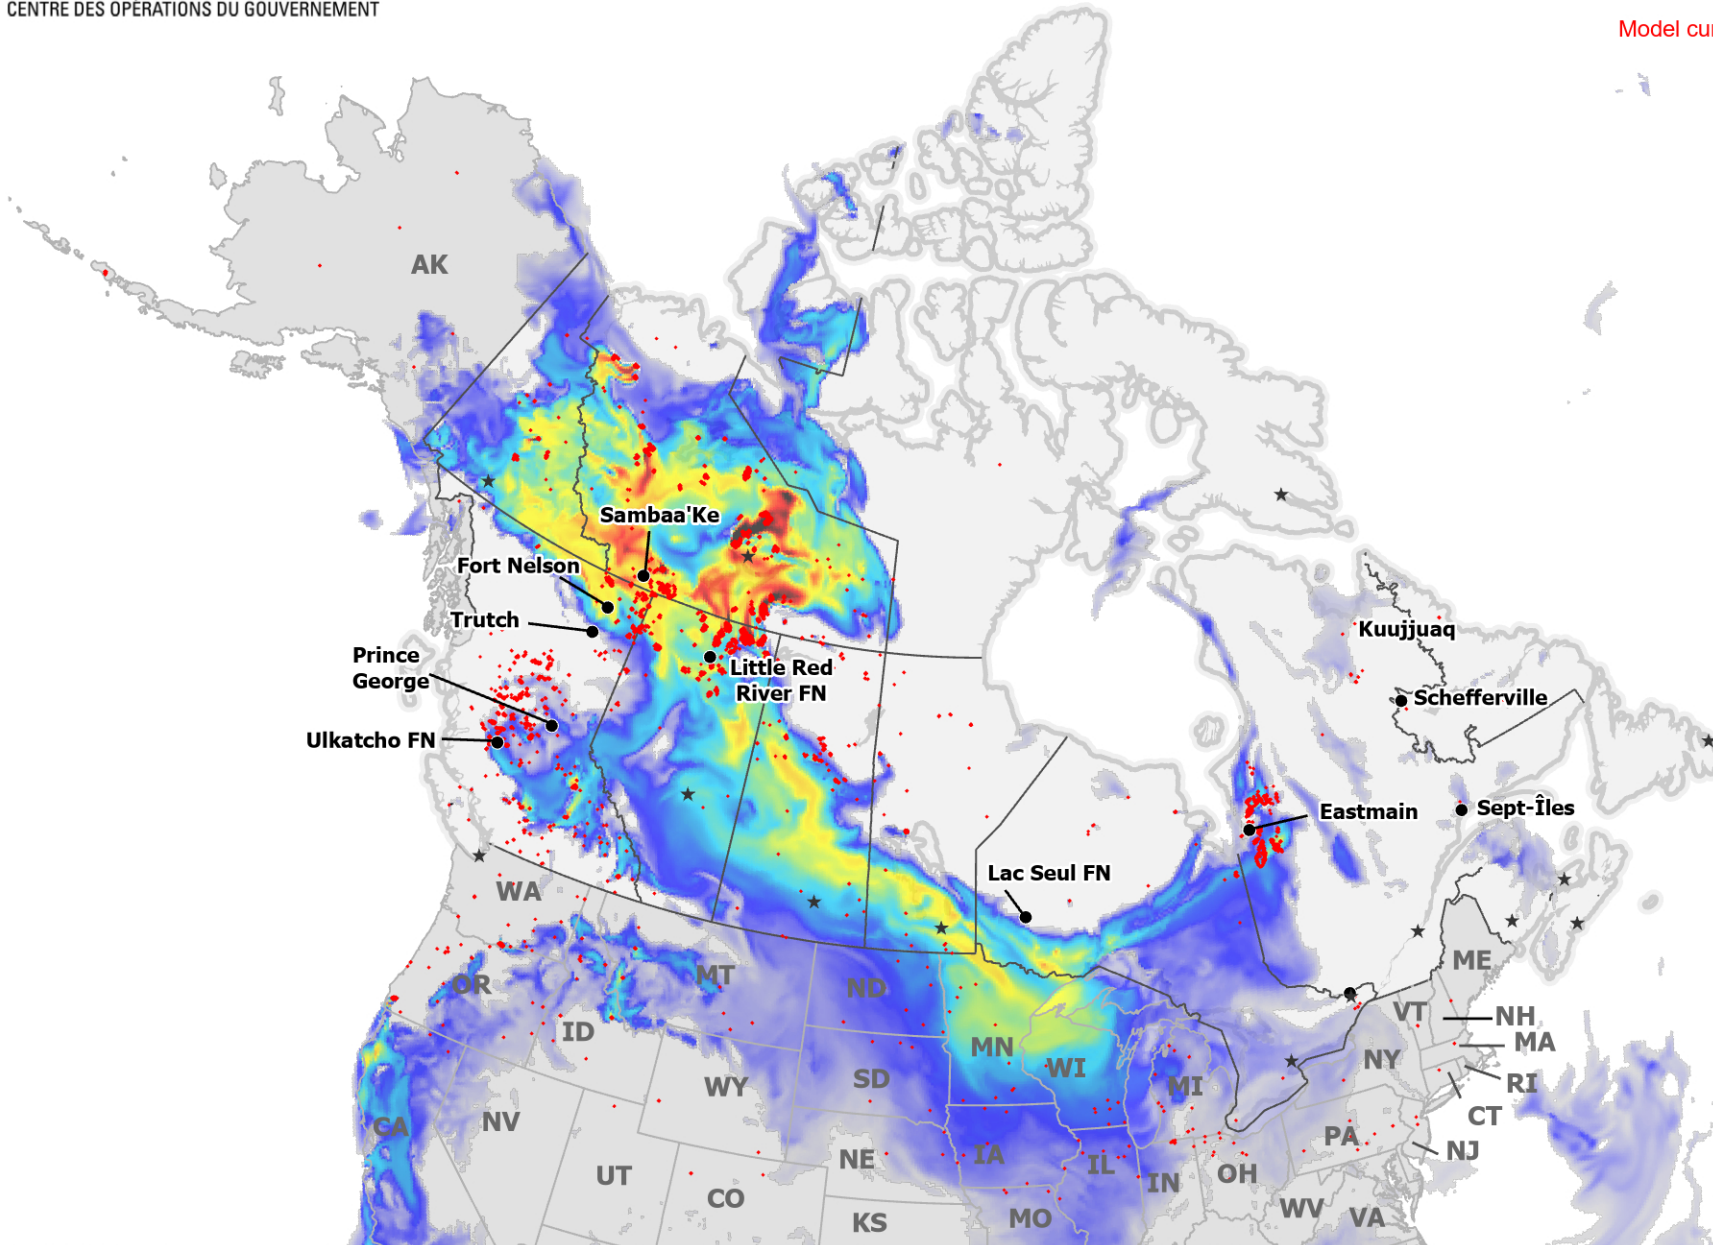 CENTRE DES OPÉRATIONS DU GOUVERNEMENT
Model cur
AK
Sambaa'Ke
Fort Nelson
Trutch
Prince
George
Ulkatcho FN
Little Red
River FN
Kuujjuaq
Schefferville
Sept-Îles
Eastmain
Lac Seul FN
WA
OR
MT
ND
ID
MN
WI
SD
WY
MI
ME
VT
NH
MA
NY
RI
CT
NV
CA
PA
NJ
UT
NE
IA
IL
IN
OH
CO
KS
MO
WV
VA